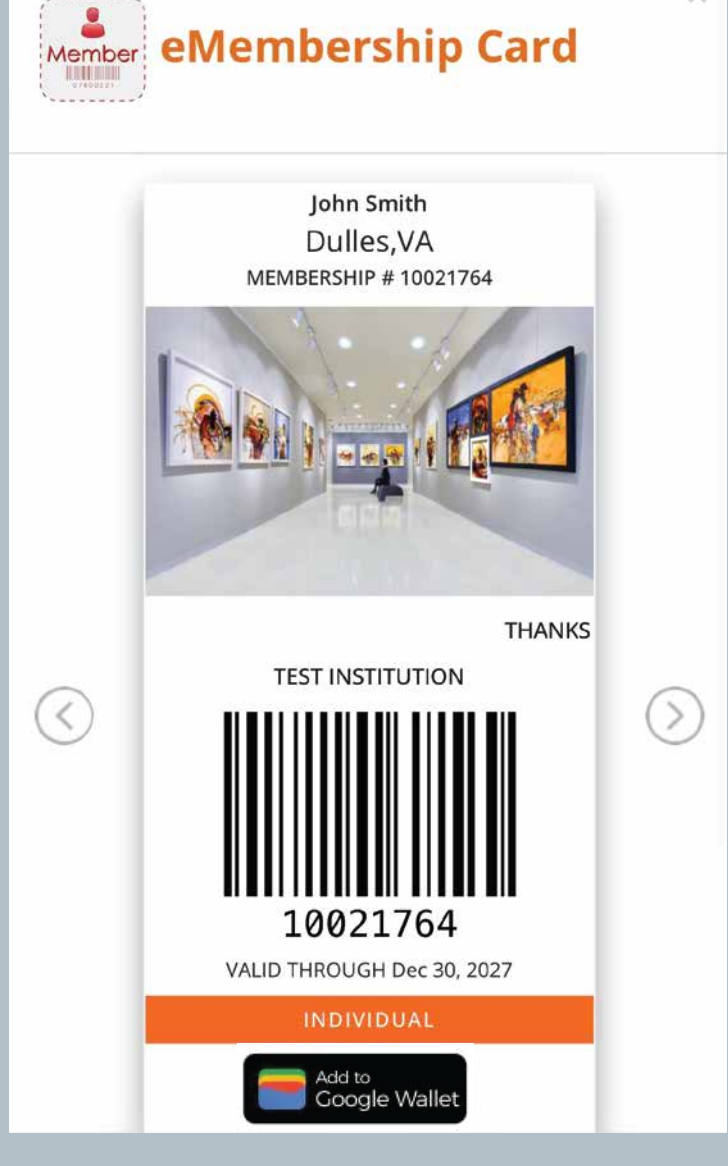 Member
07800221
eMembership Card
John Smith
Dulles,VA
MEMBERSHIP # 10021764
THANKS
TEST INSTITUTION
10021764
VALID THROUGH Dec 30, 2027
INDIVIDUAL
Add to
Google Wallet